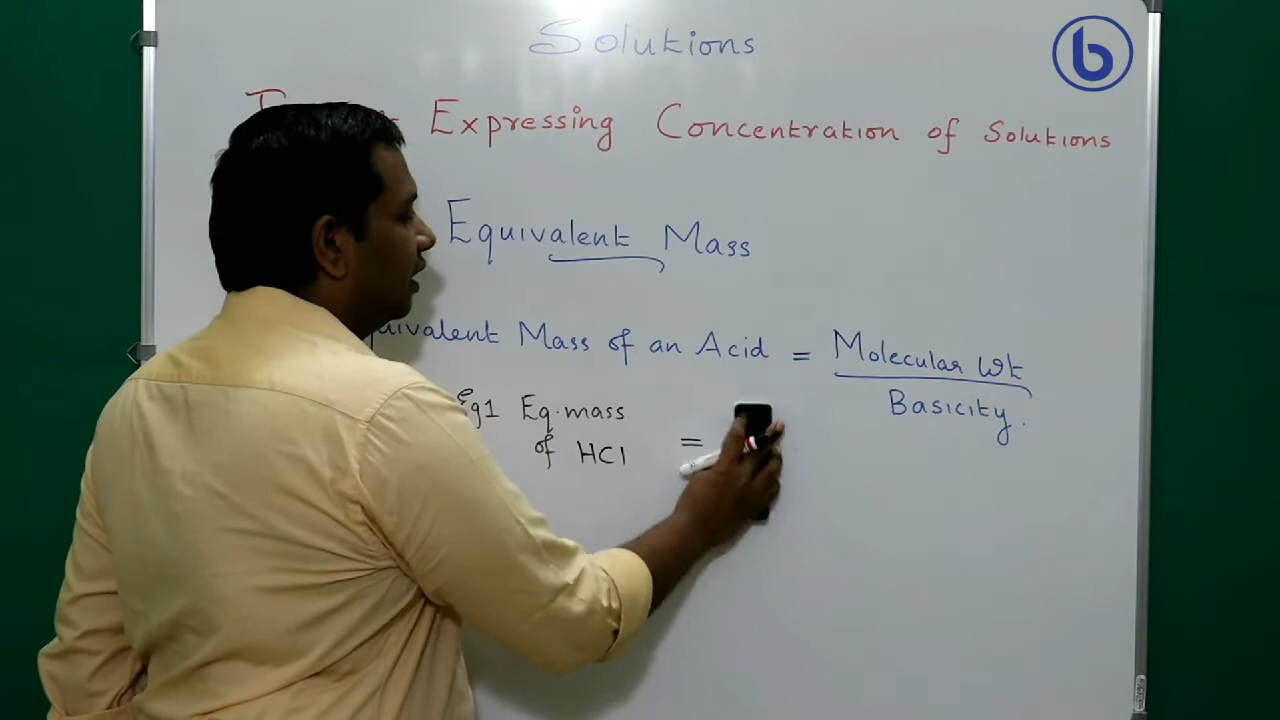 Solutions
b
Expressing Concentration of Solutions
Equivalent Mass
Mass of an Acid = Molecular Wt
Basicity.
Eg1 Eq.mass
of HCl =